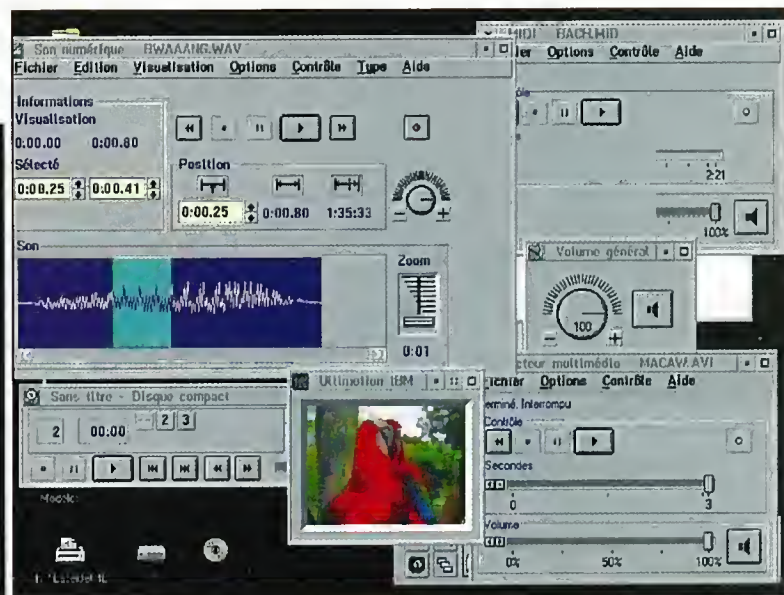 Son numérique BWAAANG.WAV
Fichier Edition Visualisation Options Contrôle Type Aide
Informations
Visualisation
0:00.00 0:00.80
Sélecté
0:00.25 0:00.41
Position
0:00.25 0:00.80 1:35:33
Son
Zoom
0:01
MIDI BACH.MID
Options Contrôle Aide
2:21
100%
Volume général
100
Sans titre - Disque compact
2 00:00 2 3
Ultimotion IBM
MACAW.AVI
Fichier Options Contrôle Aide
Interrompu
Contrôle
Secondes
0 3
Volume
0% 50% 100%